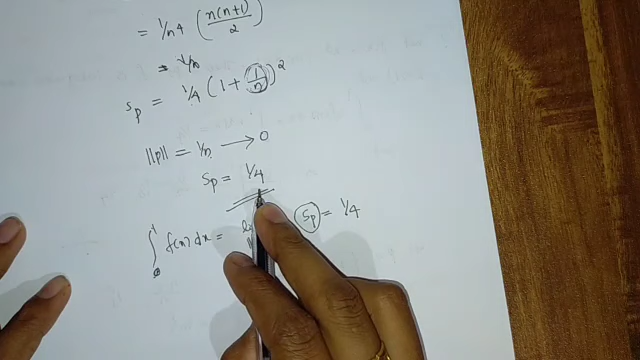 = 1/n4 (n(n+1)/2)
= 1/n
Sp = 1/4 (1 + 1/n)²
||p|| = 1/n → 0
Sp = 1/4
∫ f(x) dx = Sp = 1/4